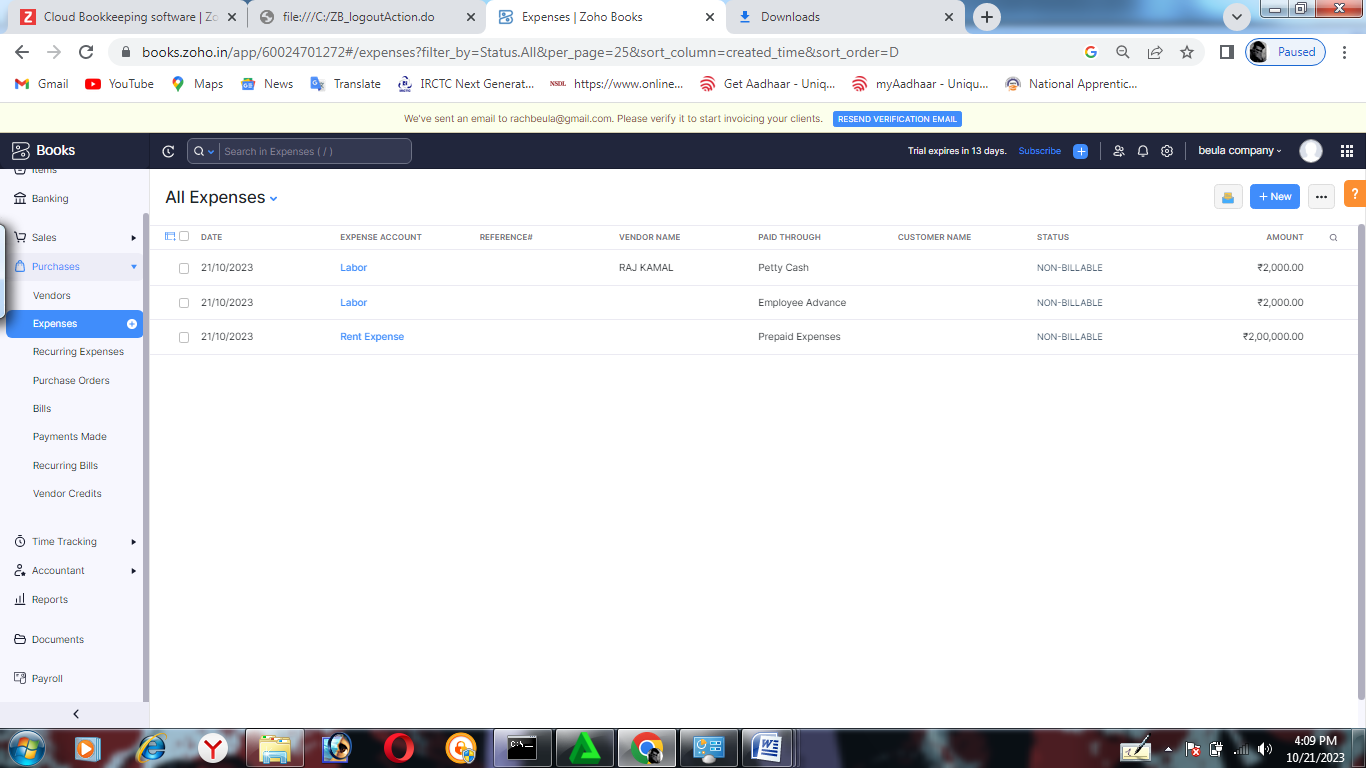 Cloud Bookkeeping software | Zo
file:///C:/ZB_logoutAction.do
Expenses | Zoho Books
Downloads
books.zoho.in/app/60024701272#/expenses?filter_by=Status.All&per_page=25&sort_column=created_time&sort_order=D
Paused
Gmail YouTube Maps News Translate IRCTC Next Generat... NSDL https://www.online... Get Aadhaar - Uniq... myAadhaar - Uniqu... National Apprentic...
We've sent an email to rachbeula@gmail.com. Please verify it to start invoicing your clients. RESEND VERIFICATION EMAIL
Books
Search in Expenses ( / )
Trial expires in 13 days. Subscribe
beula company
Items
Banking
Sales
Purchases
Vendors
Expenses
Recurring Expenses
Purchase Orders
Bills
Payments Made
Recurring Bills
Vendor Credits
Time Tracking
Accountant
Reports
Documents
Payroll
All Expenses
+ New
?
DATE EXPENSE ACCOUNT REFERENCE# VENDOR NAME PAID THROUGH CUSTOMER NAME STATUS AMOUNT
21/10/2023 Labor RAJ KAMAL Petty Cash NON-BILLABLE ₹2,000.00
21/10/2023 Labor Employee Advance NON-BILLABLE ₹2,000.00
21/10/2023 Rent Expense Prepaid Expenses NON-BILLABLE ₹2,00,000.00
4:09 PM
10/21/2023